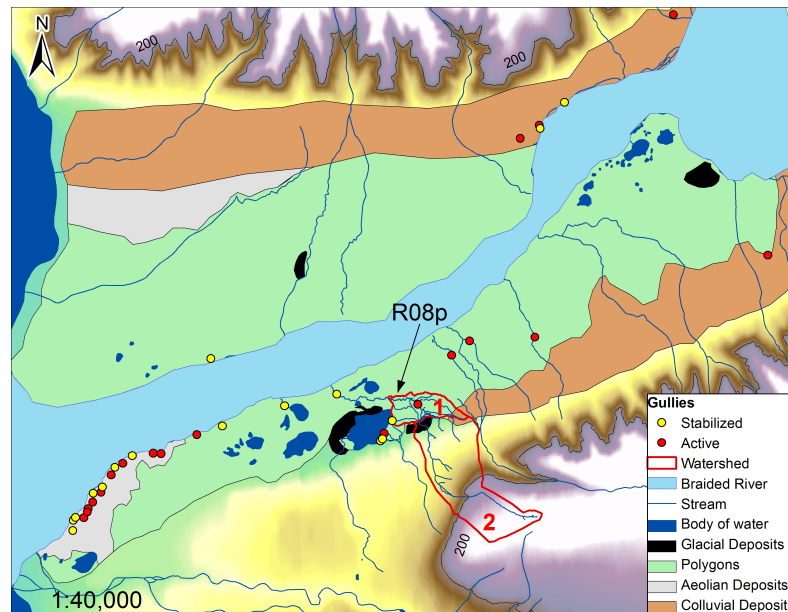 N
200
200
R08p
1
2
200
1:40,000
Gullies
Stabilized
Active
Watershed
Braided River
Stream
Body of water
Glacial Deposits
Polygons
Aeolian Deposits
Colluvial Deposit